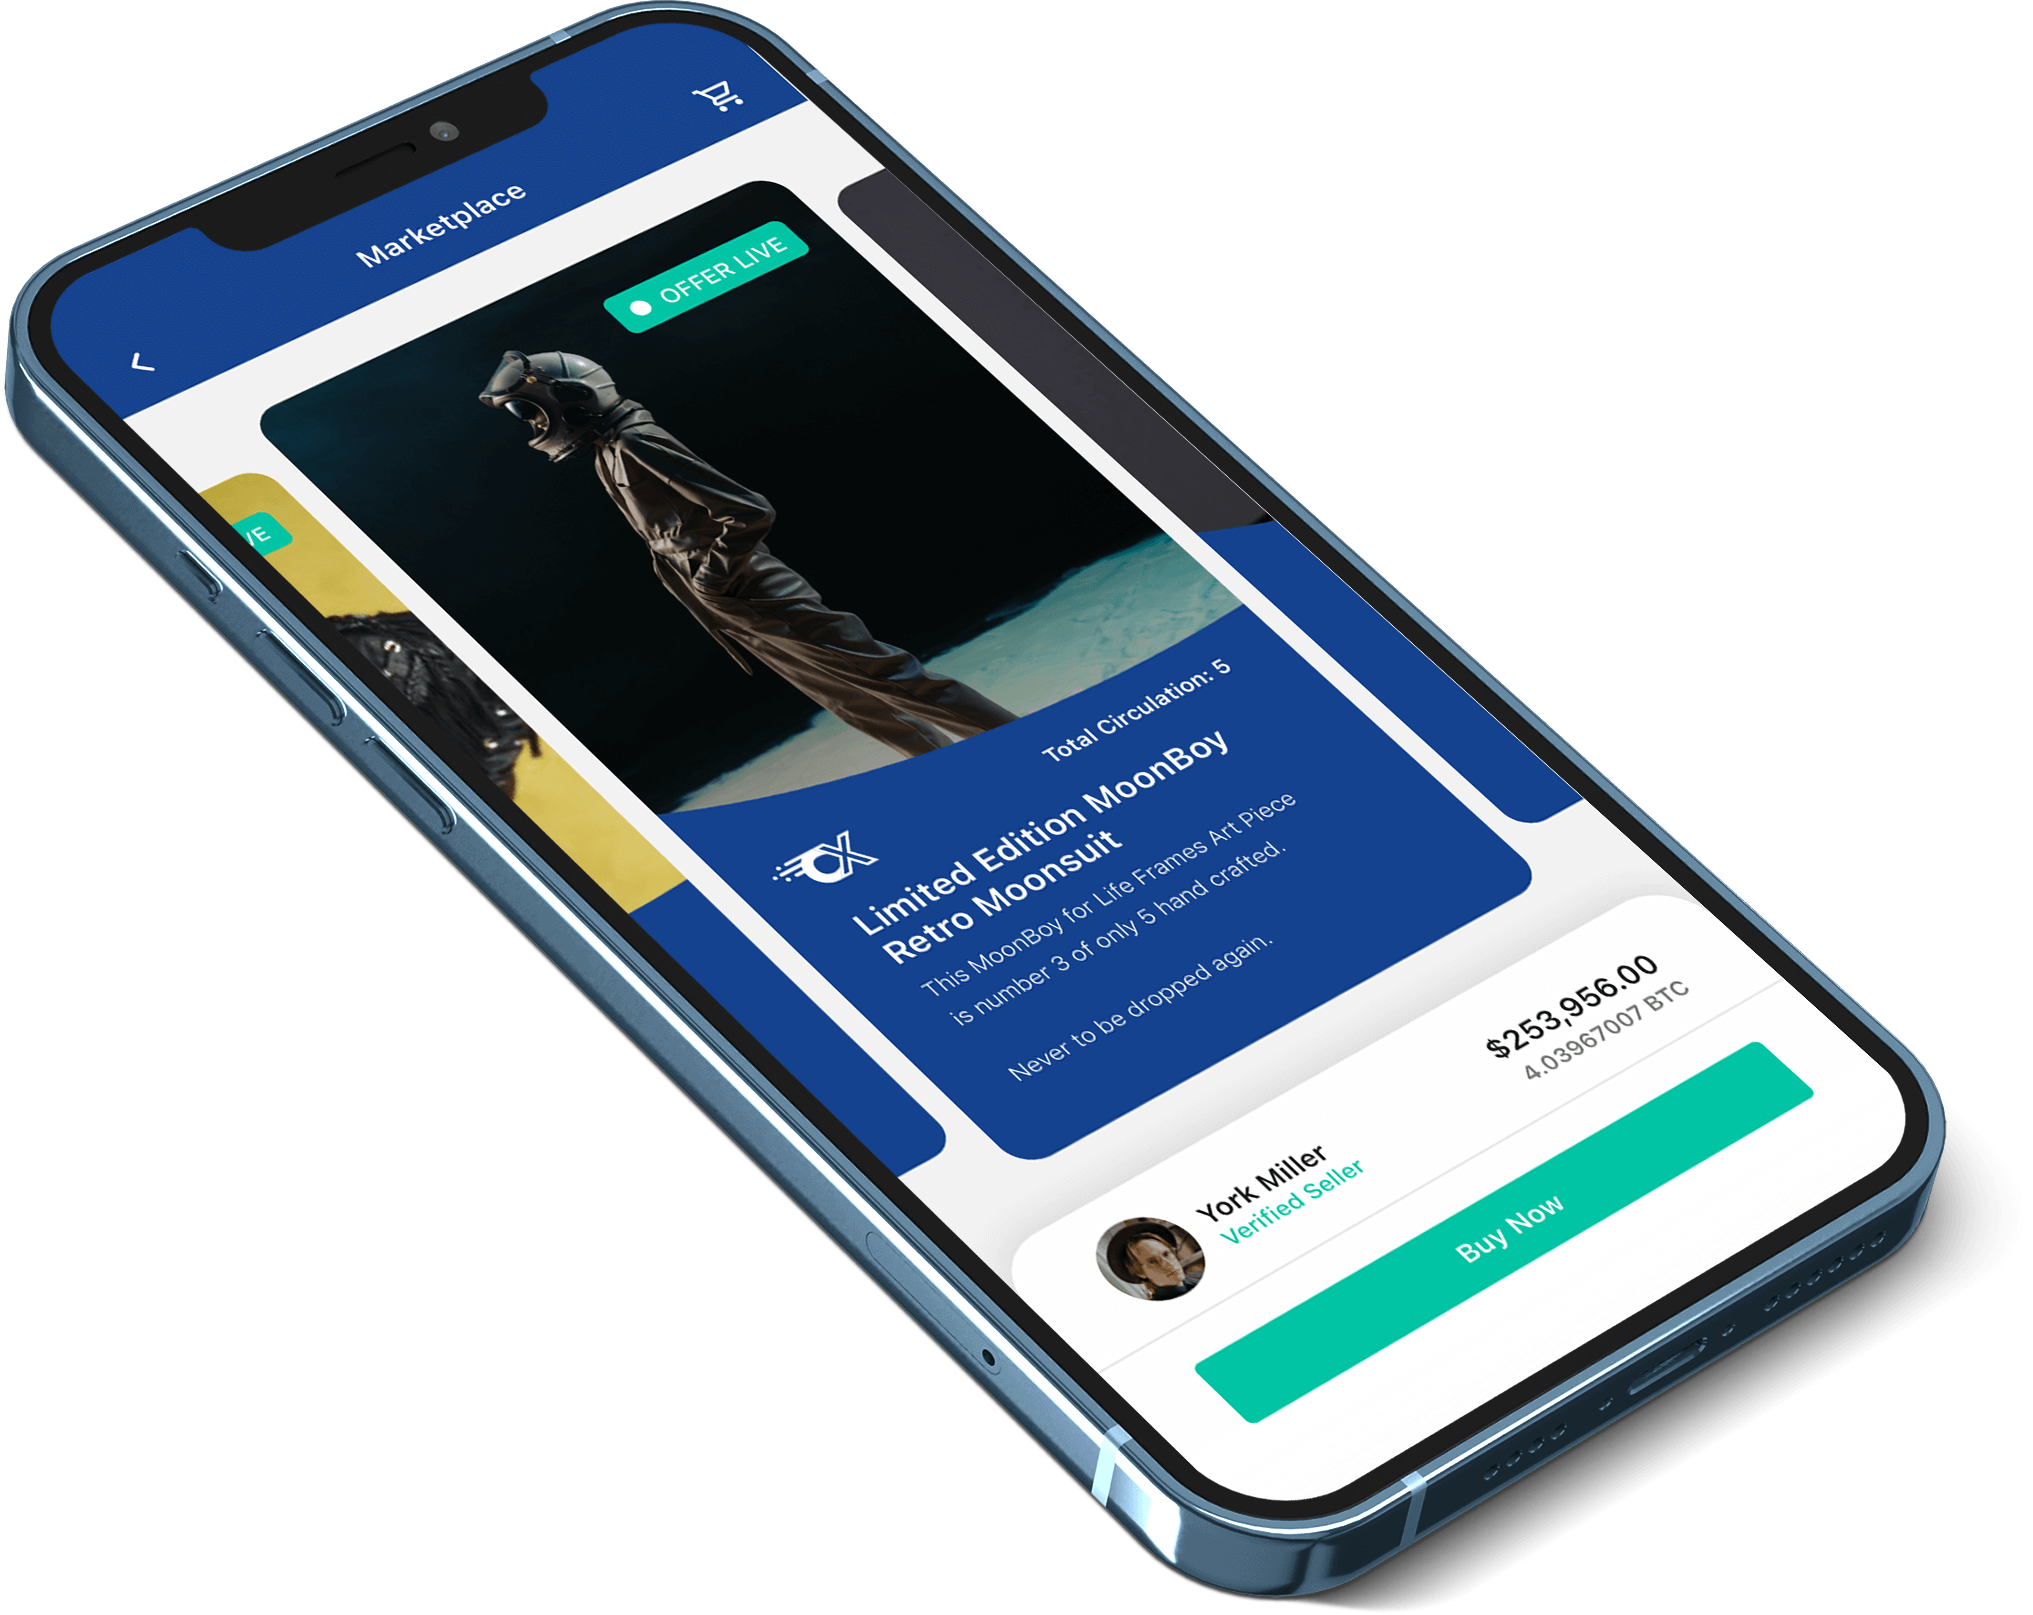 Marketplace
OFFER LIVE
VE
Total Circulation: 5
CX
Limited Edition MoonBoy
Retro Moonsuit
This MoonBoy for Life Frames Art Piece
is number 3 of only 5 hand crafted.
Never to be dropped again.
$253,956.00
4.03967007 BTC
York Miller
Verified Seller
Buy Now